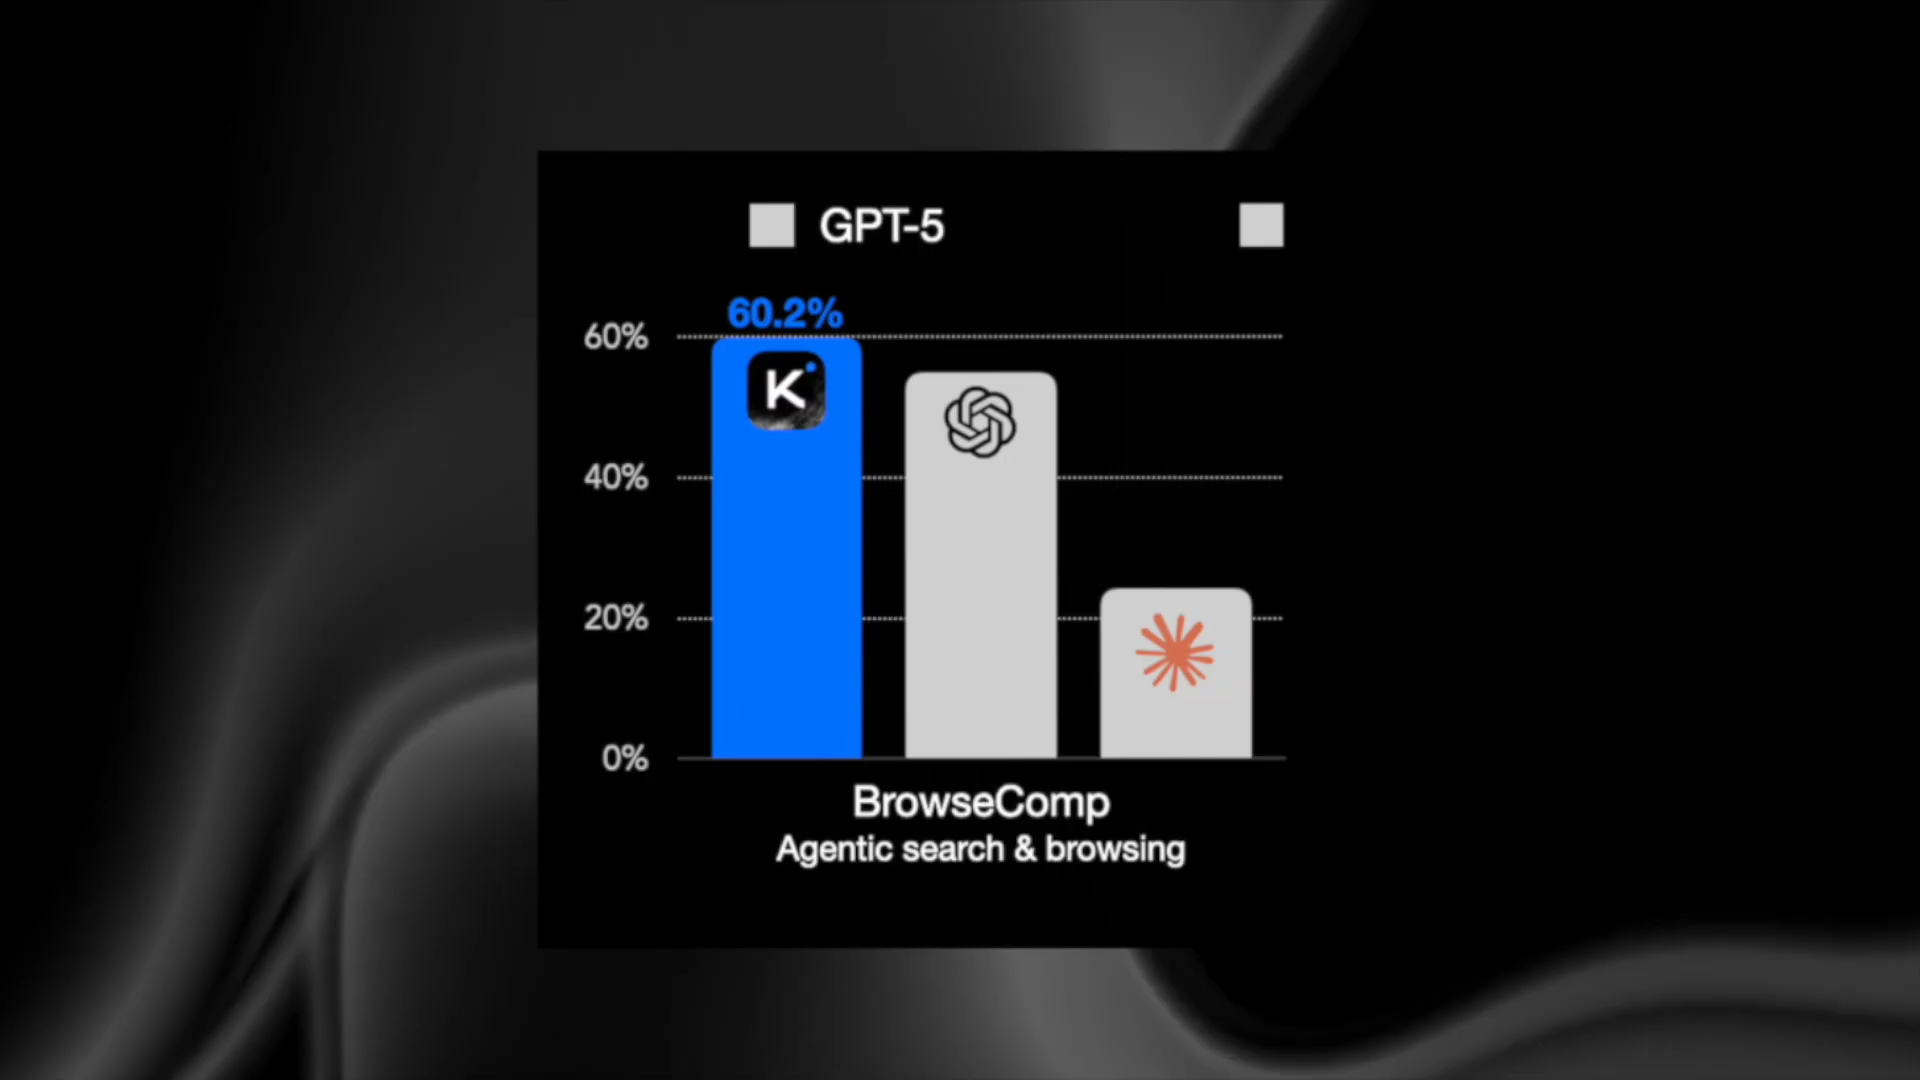 GPT-5
60.2%
60%
K
40%
20%
0%
BrowseComp
Agentic search & browsing